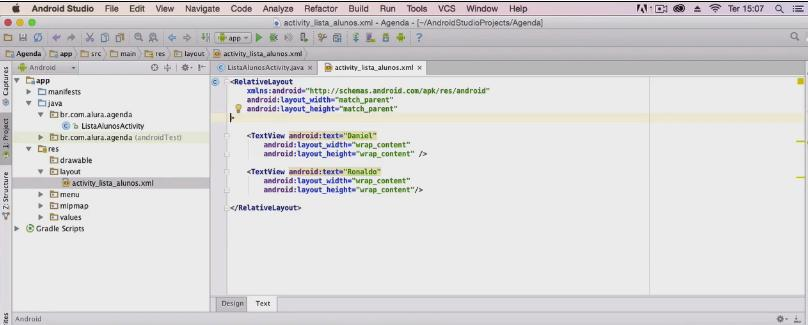 Android Studio File Edit View Navigate Code Analyze Refactor Build Run Tools VCS Window Help Ter 15:07
activity_lista_alunos.xml - Agenda - [~/AndroidStudioProjects/Agenda]
app
Agenda app src main res layout activity_lista_alunos.xml
Android
ListaAlunosActivity.java activity_lista_alunos.xml
Captures
1: Project
Z: Structure
app
manifests
java
br.com.alura.agenda
ListaAlunosActivity
br.com.alura.agenda (androidTest)
res
drawable
layout
activity_lista_alunos.xml
menu
mipmap
values
Gradle Scripts
<RelativeLayout
xmlns:android="http://schemas.android.com/apk/res/android"
android:layout_width="match_parent"
android:layout_height="match_parent"
>
<TextView android:text="Daniel"
android:layout_width="wrap_content"
android:layout_height="wrap_content" />
<TextView android:text="Ronaldo"
android:layout_width="wrap_content"
android:layout_height="wrap_content"/>
</RelativeLayout>
Design Text
Android